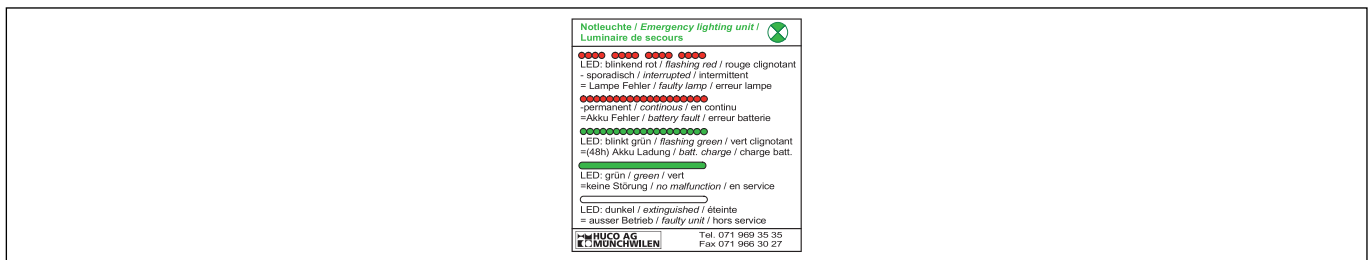 Notleuchte / Emergency lighting unit /
Luminaire de secours
LED: blinkend rot / flashing red / rouge clignotant
- sporadisch / interrupted / intermittent
= Lampe Fehler / faulty lamp / erreur lampe
-permanent / continous / en continu
=Akku Fehler / battery fault / erreur batterie
LED: blinkt grün / flashing green / vert clignotant
=(48h) Akku Ladung / batt. charge / charge batt.
LED: grün / green / vert
=keine Störung / no malfunction / en service
LED: dunkel / extinguished / éteinte
= ausser Betrieb / faulty unit / hors service
HUCO AG
MÜNCHWILEN
Tel. 071 969 35 35
Fax 071 966 30 27